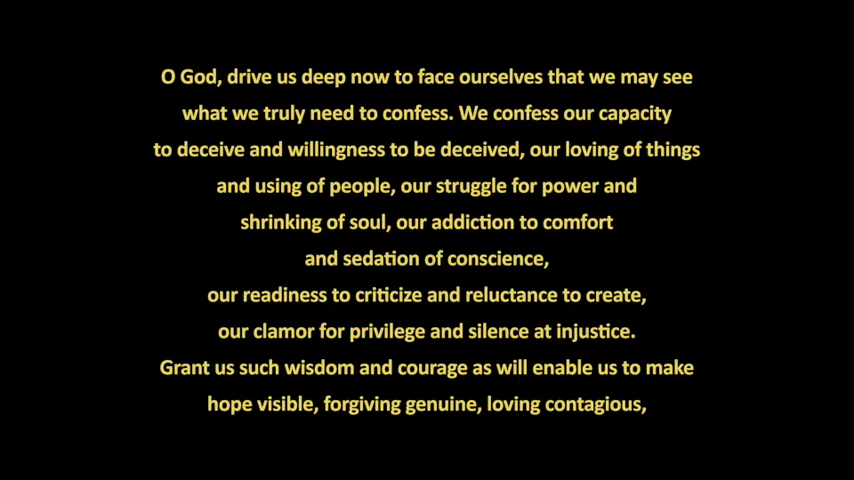 O God, drive us deep now to face ourselves that we may see
what we truly need to confess. We confess our capacity
to deceive and willingness to be deceived, our loving of things
and using of people, our struggle for power and
shrinking of soul, our addiction to comfort
and sedation of conscience,
our readiness to criticize and reluctance to create,
our clamor for privilege and silence at injustice.
Grant us such wisdom and courage as will enable us to make
hope visible, forgiving genuine, loving contagious,